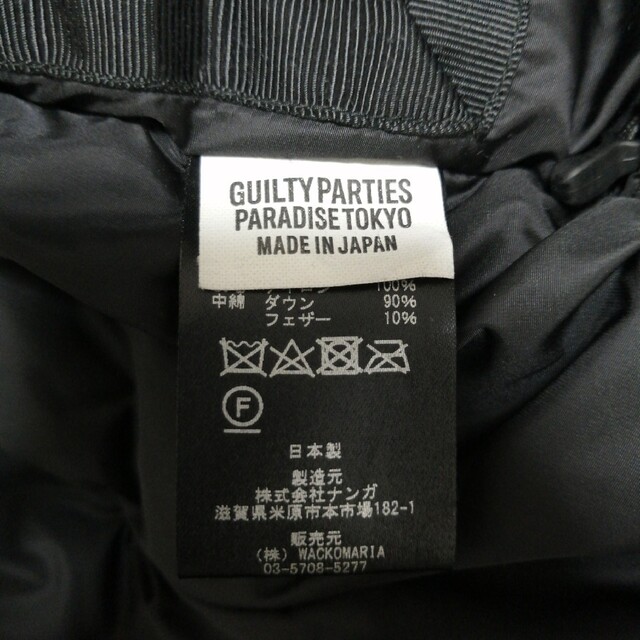 GUILTY PARTIES
PARADISE TOKYO
MADE IN JAPAN
100%
中綿 ダウン 90%
フェザー 10%
F
日本製
製造元
株式会社ナンガ
滋賀県米原市本市場182-1
販売元
(株) WACKOMARIA
03-5708-5277